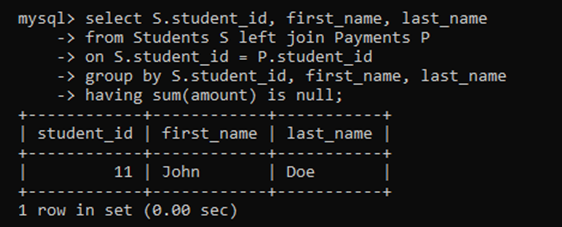 mysql> select S.student_id, first_name, last_name
    -> from Students S left join Payments P
    -> on S.student_id = P.student_id
    -> group by S.student_id, first_name, last_name
    -> having sum(amount) is null;
+------------+------------+-----------+
| student_id | first_name | last_name |
+------------+------------+-----------+
|         11 | John       | Doe       |
+------------+------------+-----------+
1 row in set (0.00 sec)